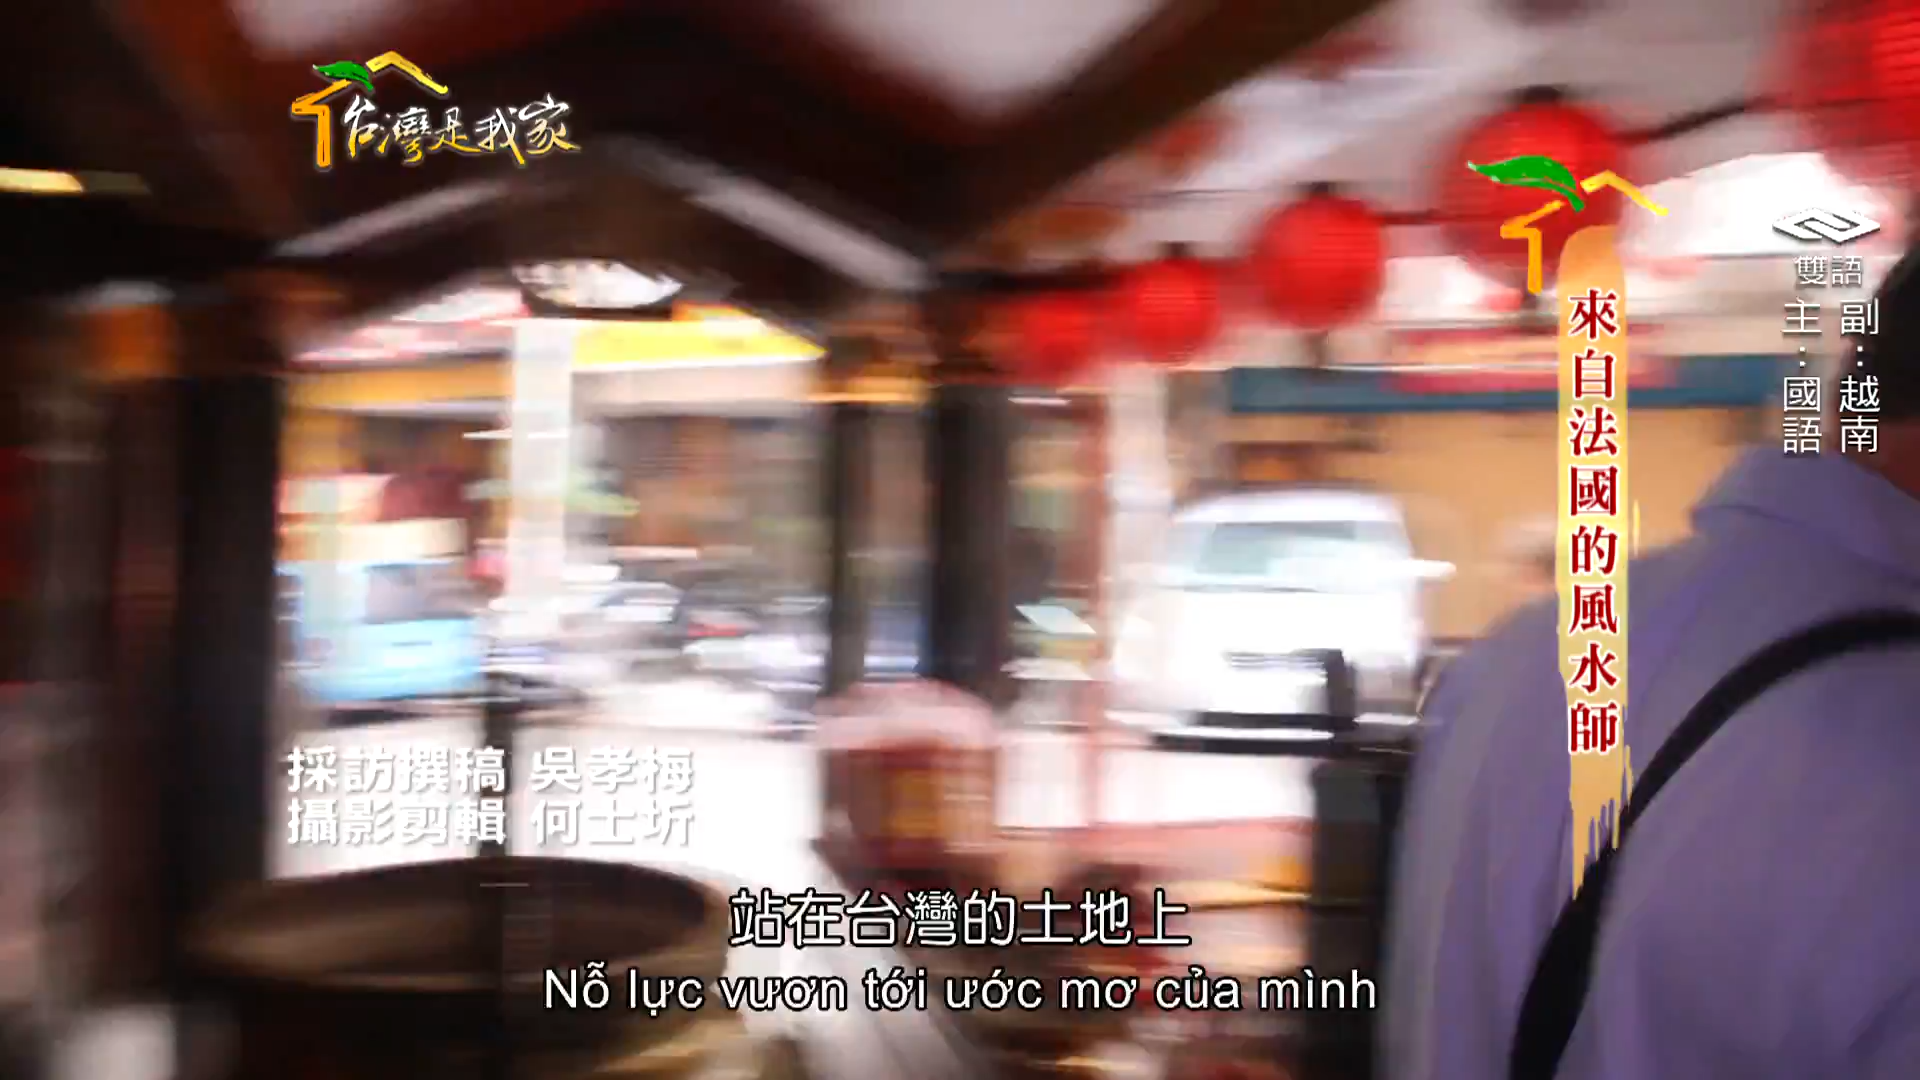 台灣是我家
雙語
主：國語
副：越南
來自法國的風水師
採訪撰稿 吳孝梅
攝影剪輯 何士圻
站在台灣的土地上
Nỗ lực vươn tới ước mơ của mình